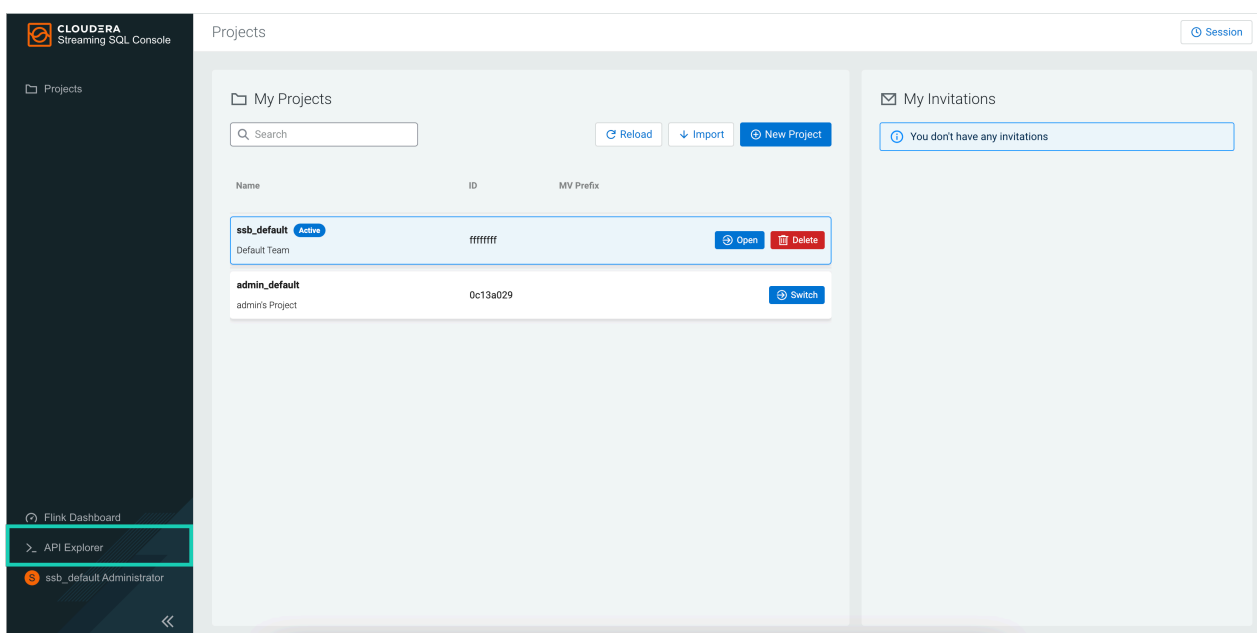 CLOUDERA
Streaming SQL Console
Projects
Session
Projects
My Projects
My Invitations
Search
Reload
Import
New Project
You don't have any invitations
Name
ID
MV Prefix
ssb_default
Active
Default Team
ffffffff
Open
Delete
admin_default
admin's Project
0c13a029
Switch
Flink Dashboard
API Explorer
S
ssb_default Administrator